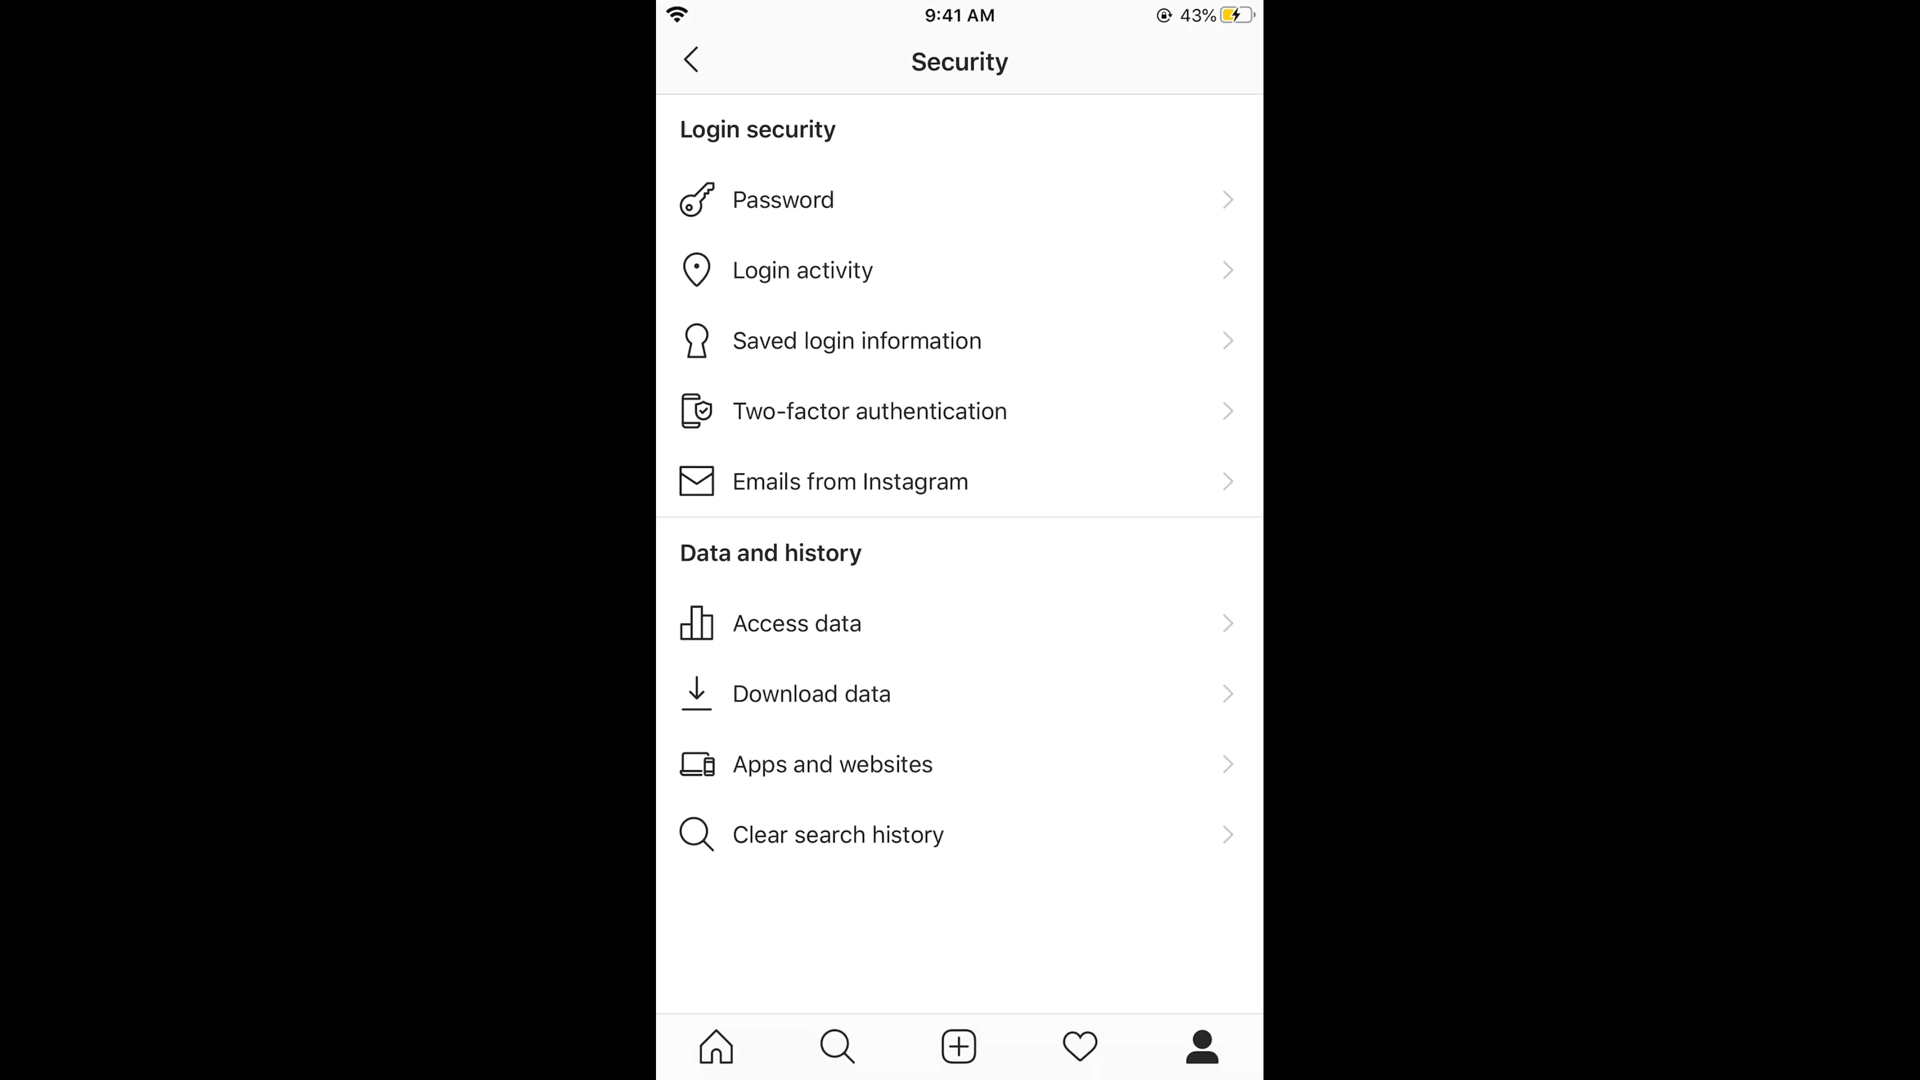 9:41 AM
43%
Security
Login security
Password
Login activity
Saved login information
Two-factor authentication
Emails from Instagram
Data and history
Access data
Download data
Apps and websites
Clear search history